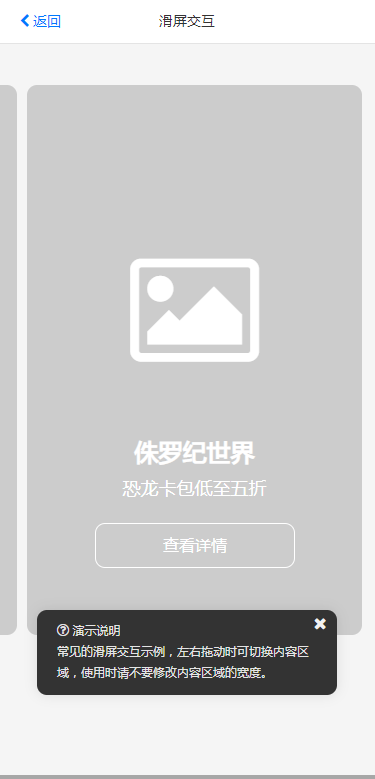 返回
滑屏交互
侏罗纪世界
恐龙卡包低至五折
查看详情
演示说明
常见的滑屏交互示例，左右拖动时可切换内容区
域，使用时请不要修改内容区域的宽度。